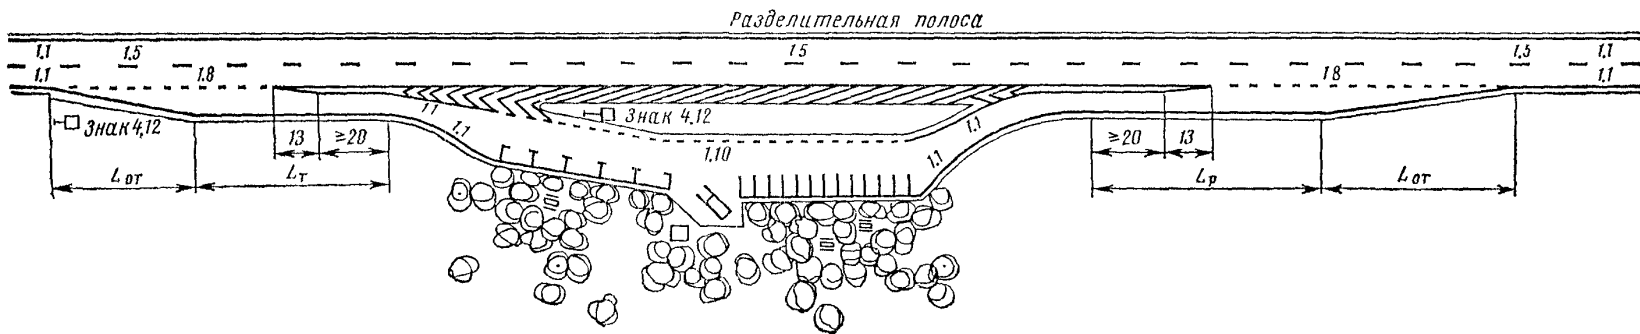 Разделительная полоса
1.1 1.5 1.5 1.5 1.1
1.1 1.8 1.8 1.1
Знак 4.12 1.1 1.1 Знак 4.12 1.1
13 ≥20 1.10 1.1 ≥20 13
Lот Lт Lр Lот